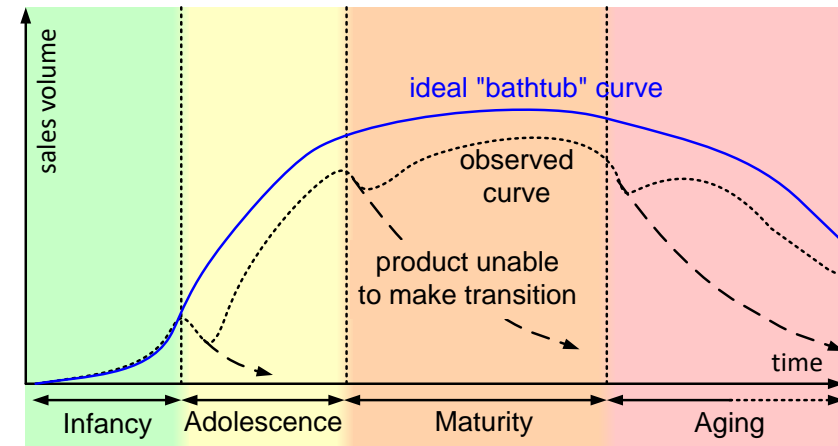 sales volume
ideal "bathtub" curve
observed
curve
product unable
to make transition
time
Infancy
Adolescence
Maturity
Aging